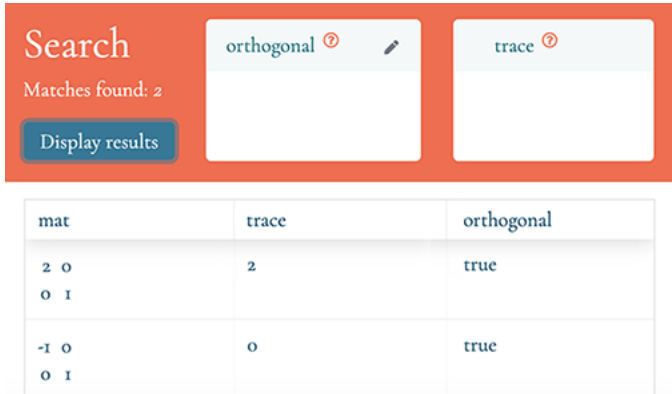 Search
Matches found: 2
Display results
orthogonal ?
trace ?
mat trace orthogonal
2 0 2 true
0 1
-1 0 0 true
0 1